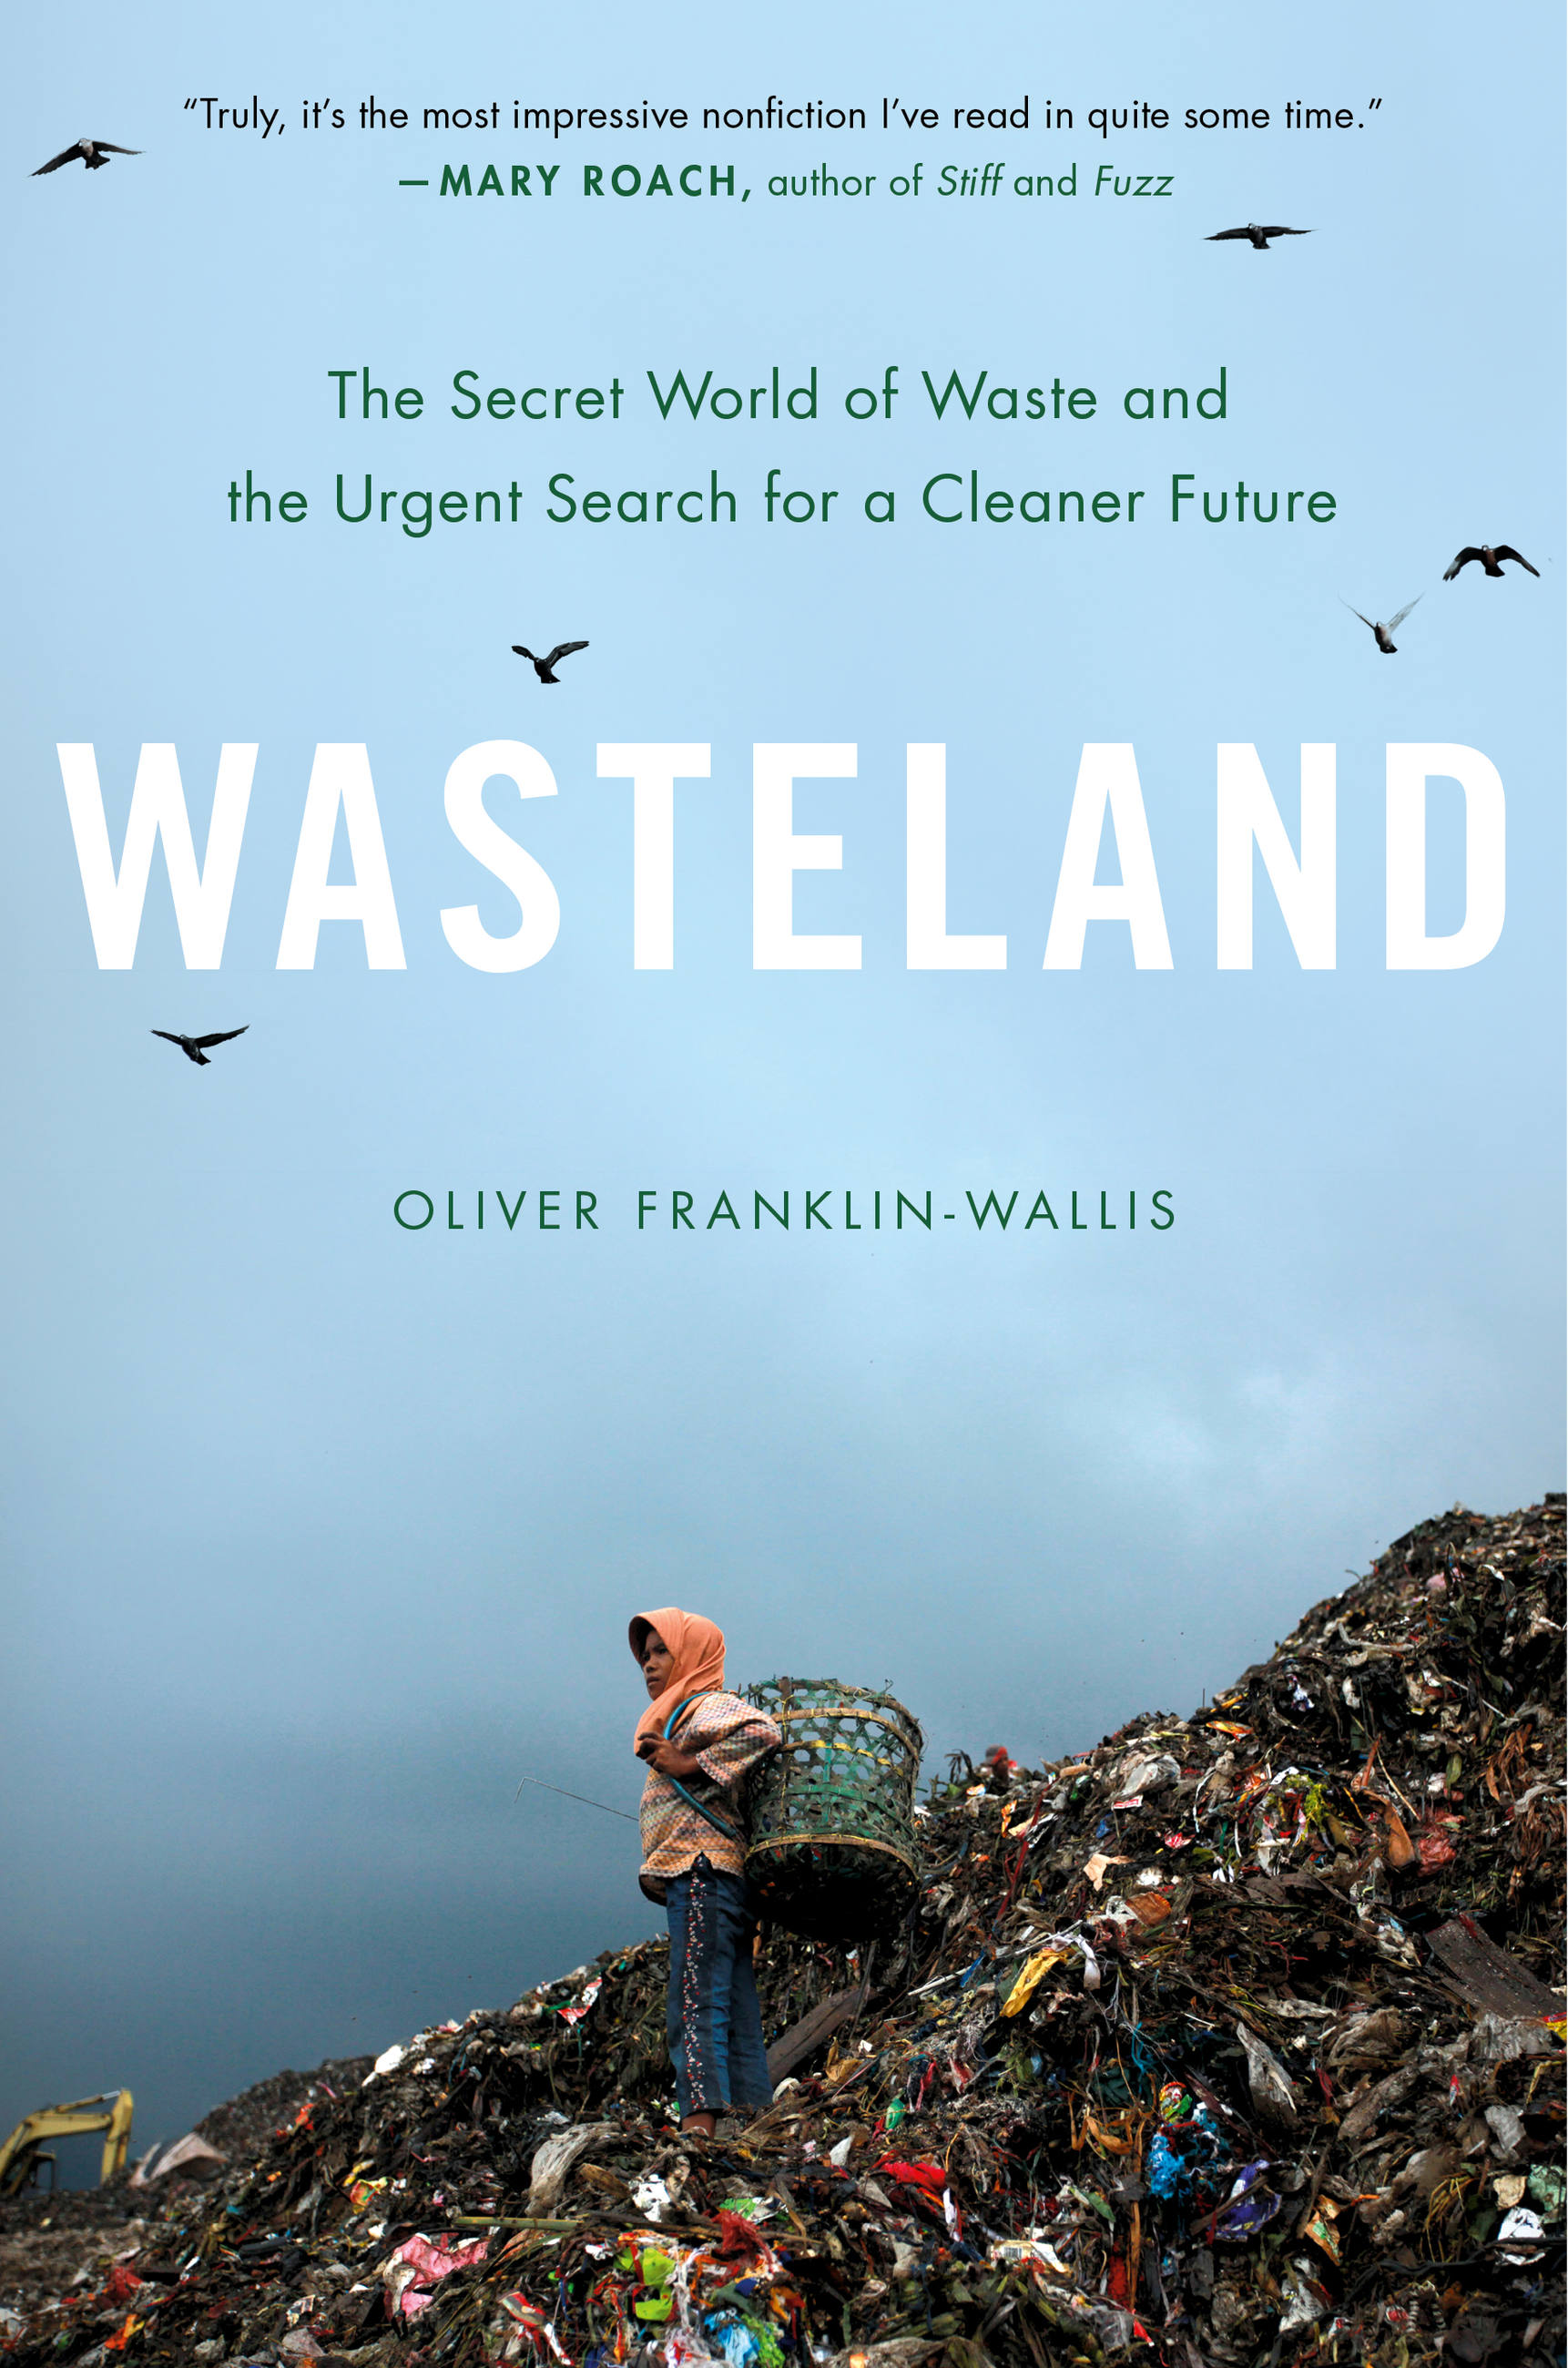 “Truly, it’s the most impressive nonfiction I’ve read in quite some time.”
—MARY ROACH, author of Stiff and Fuzz
The Secret World of Waste and
the Urgent Search for a Cleaner Future
WASTELAND
OLIVER FRANKLIN-WALLIS